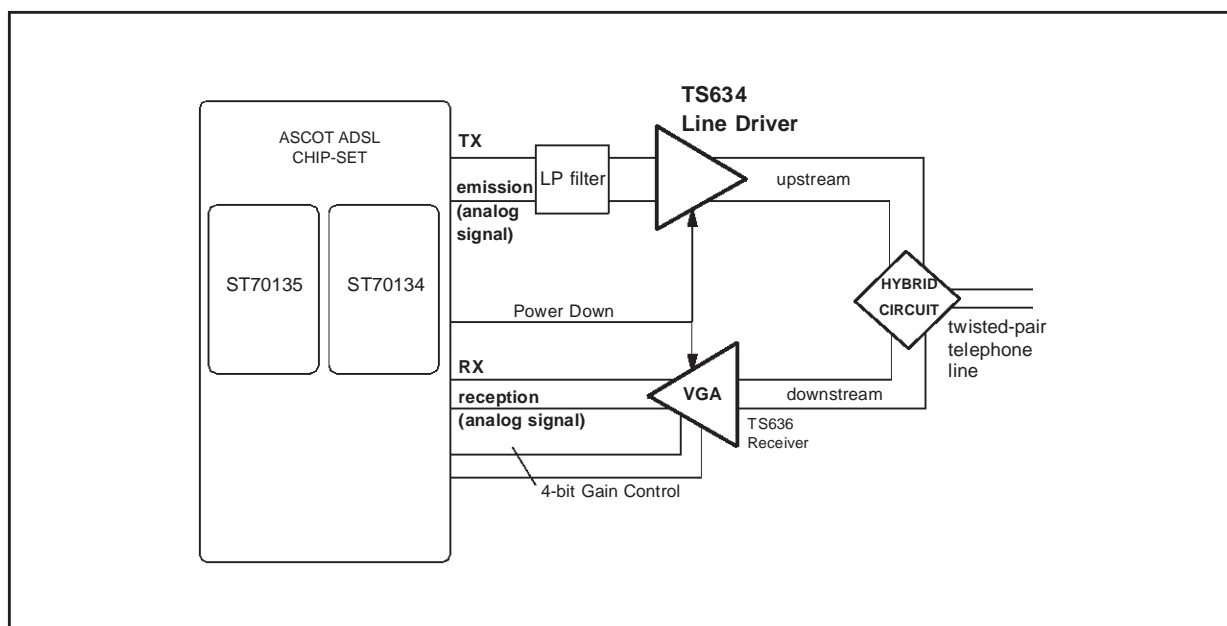 TS634
Line Driver
ASCOT ADSL
CHIP-SET
TX
LP filter
emission
(analog
signal)
upstream
ST70135
ST70134
HYBRID
CIRCUIT
Power Down
twisted-pair
telephone
line
RX
VGA
reception
(analog signal)
downstream
TS636
Receiver
4-bit Gain Control